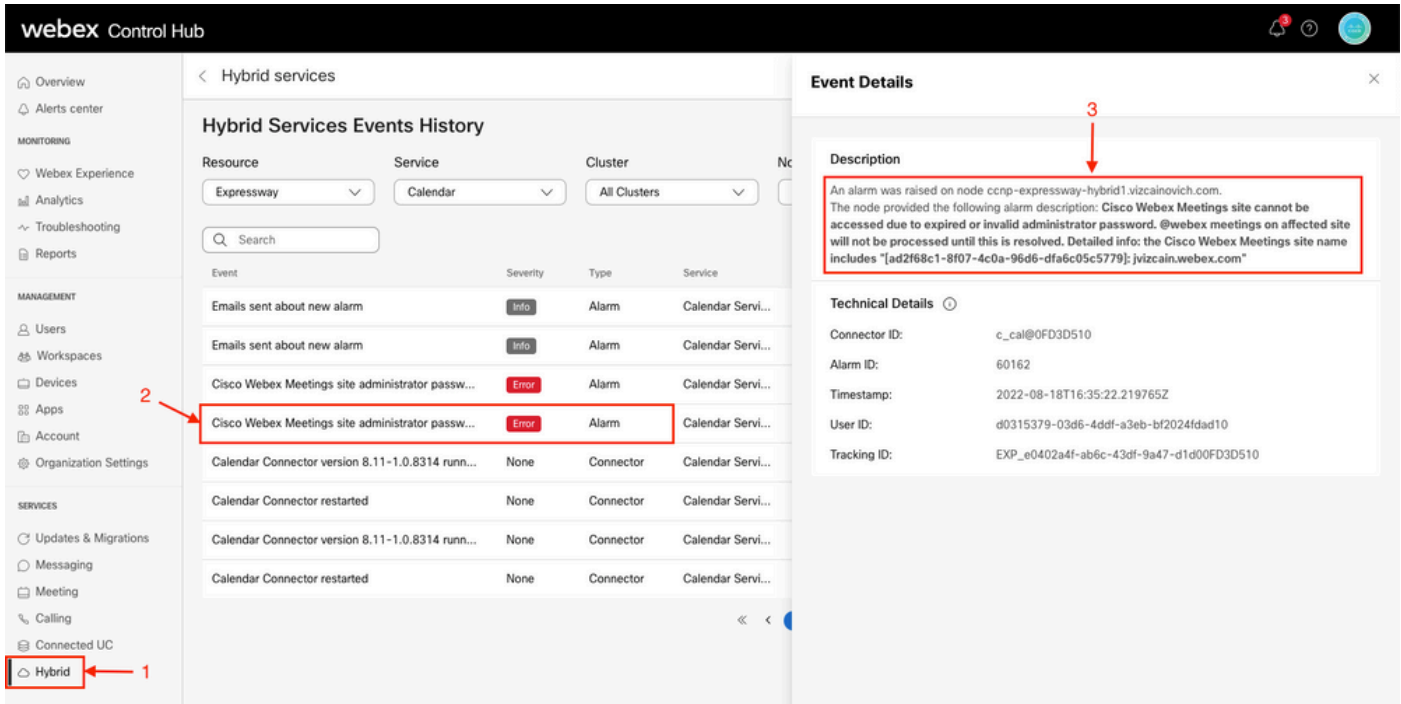 webex Control Hub
3
Overview
Alerts center
MONITORING
Webex Experience
Analytics
Troubleshooting
Reports
MANAGEMENT
Users
Workspaces
Devices
Apps
Account
Organization Settings
SERVICES
Updates & Migrations
Messaging
Meeting
Calling
Connected UC
Hybrid
1
Hybrid services
Hybrid Services Events History
Resource Service Cluster No
Expressway Calendar All Clusters
Search
Event Severity Type Service
Emails sent about new alarm Info Alarm Calendar Servi...
Emails sent about new alarm Info Alarm Calendar Servi...
Cisco Webex Meetings site administrator passw... Error Alarm Calendar Servi...
2
Cisco Webex Meetings site administrator passw... Error Alarm Calendar Servi...
Calendar Connector version 8.11-1.0.8314 runn... None Connector Calendar Servi...
Calendar Connector restarted None Connector Calendar Servi...
Calendar Connector version 8.11-1.0.8314 runn... None Connector Calendar Servi...
Calendar Connector restarted None Connector Calendar Servi...
Event Details
3
Description
An alarm was raised on node ccnp-expressway-hybrid1.vizcainovich.com.
The node provided the following alarm description: Cisco Webex Meetings site cannot be
accessed due to expired or invalid administrator password. @webex meetings on affected site
will not be processed until this is resolved. Detailed info: the Cisco Webex Meetings site name
includes "[ad2f68c1-8f07-4c0a-96d6-dfa6c05c5779]: jvizcain.webex.com"
Technical Details
Connector ID: c_cal@0FD3D510
Alarm ID: 60162
Timestamp: 2022-08-18T16:35:22.219765Z
User ID: d0315379-03d6-4ddf-a3eb-bf2024fdad10
Tracking ID: EXP_e0402a4f-ab6c-43df-9a47-d1d00FD3D510